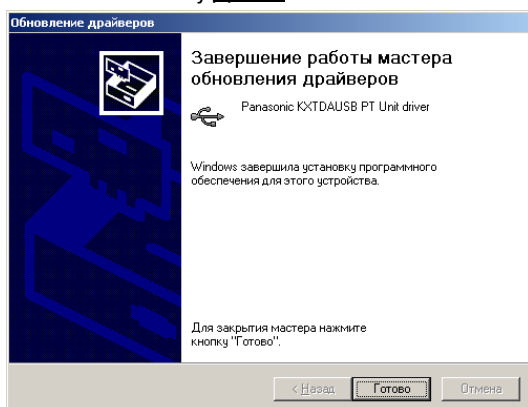 Обновление драйверов
Завершение работы мастера
обновления драйверов
Panasonic KXTDAUSB PT Unit driver
Windows завершила установку программного
обеспечения для этого устройства.
Для закрытия мастера нажмите
кнопку "Готово".
< Назад Готово Отмена